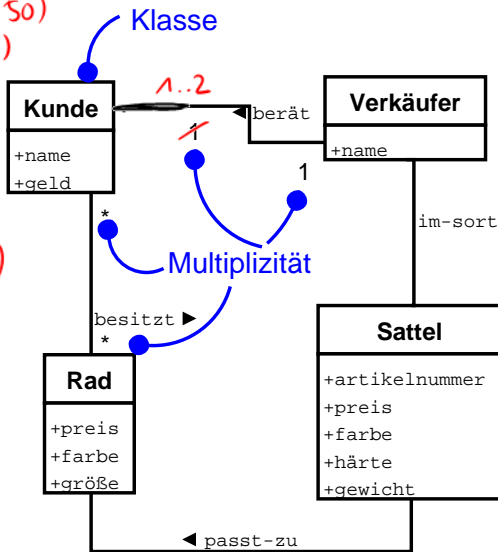 50)
)
Klasse
Kunde
+name
+geld
1..2
1
◄ berät
Verkäufer
+name
1
*
Multiplizität
im-sort
besitzt ►
*
)
Rad
+preis
+farbe
+größe
Sattel
+artikelnummer
+preis
+farbe
+härte
+gewicht
◄ passt-zu